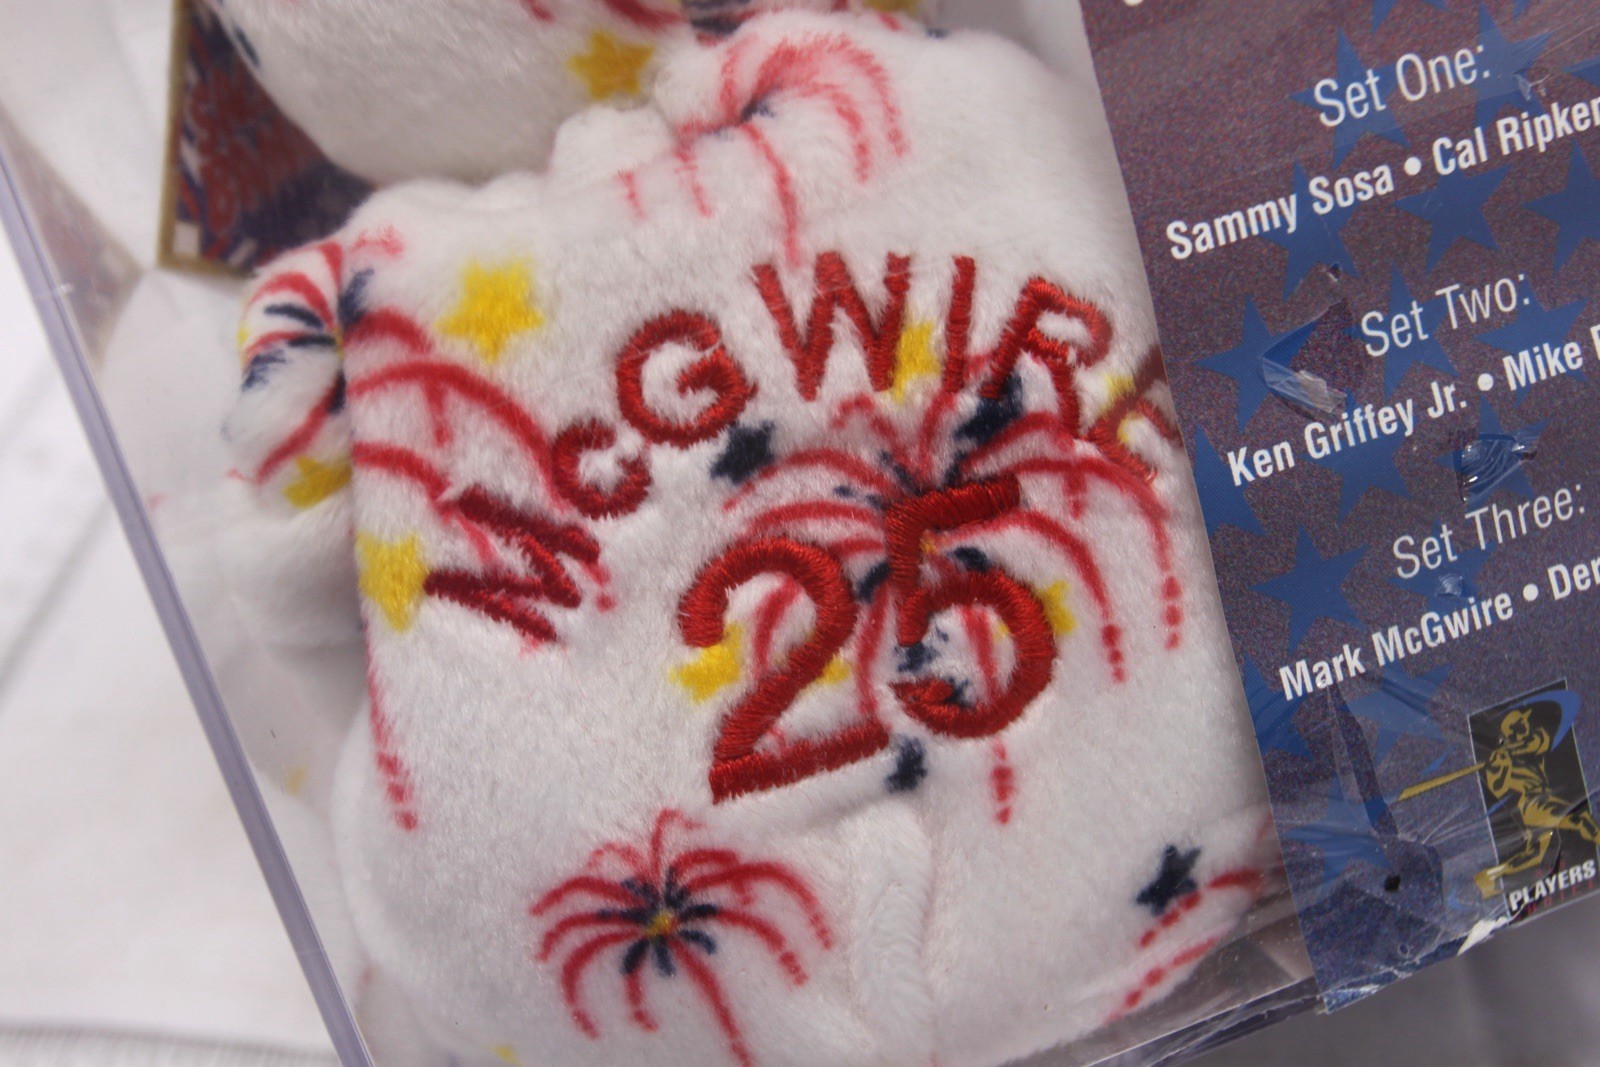 McGWIRE
25
Set One:
Sammy Sosa • Cal Ripken
Set Two:
Ken Griffey Jr. • Mike
Set Three:
Mark McGwire • Der
PLAYERS